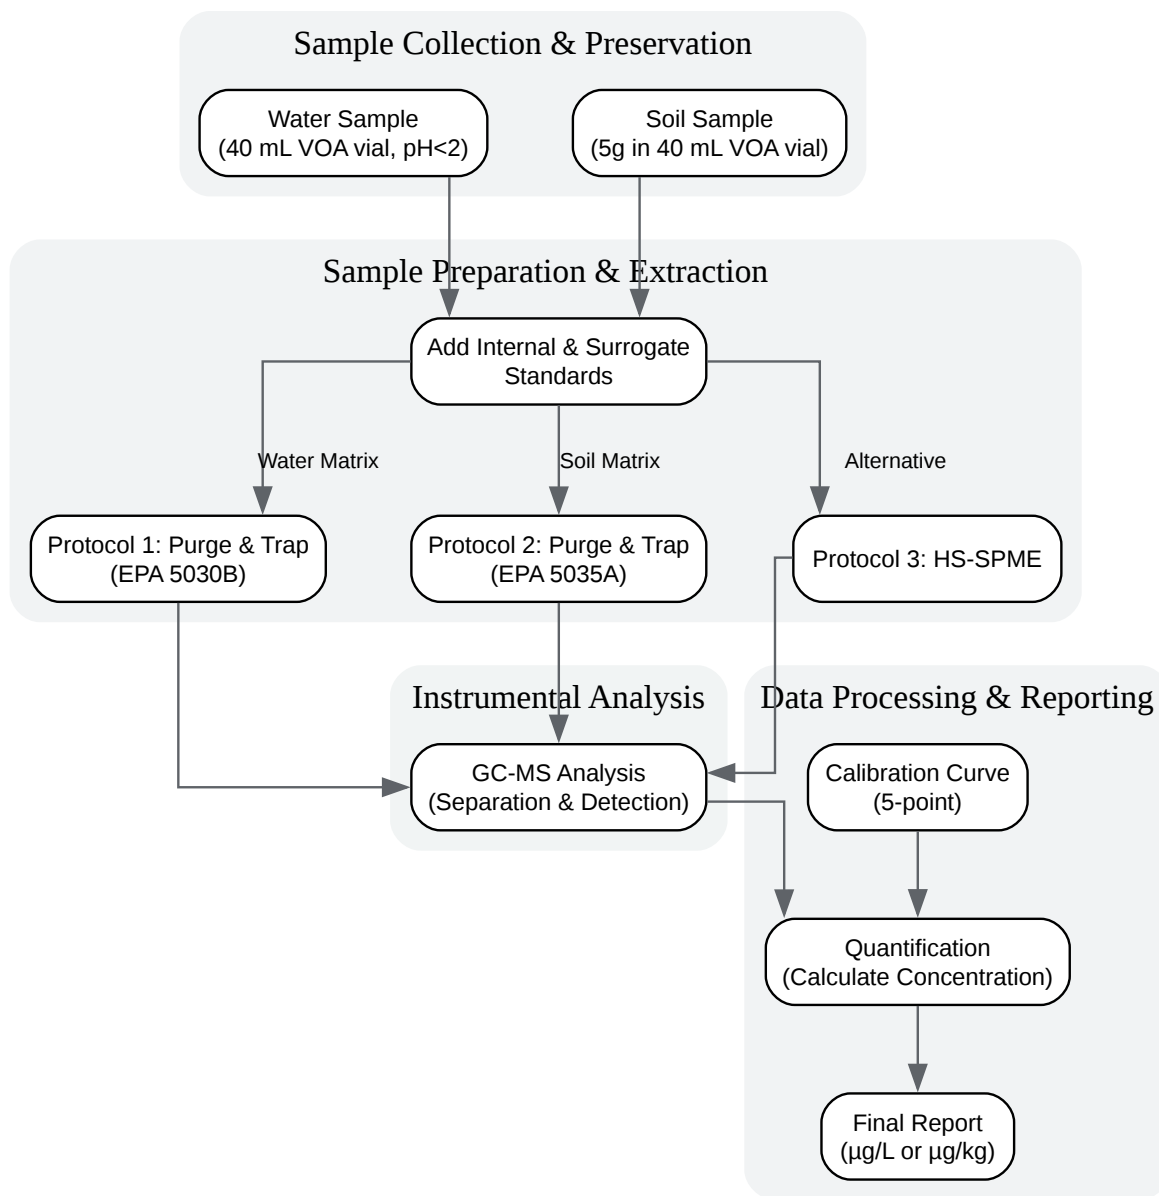 Sample Collection & Preservation
Water Sample
(40 mL VOA vial, pH<2)
Soil Sample
(5g in 40 mL VOA vial)
Sample Preparation & Extraction
Add Internal & Surrogate
Standards
Water Matrix
Soil Matrix
Alternative
Protocol 1: Purge & Trap
(EPA 5030B)
Protocol 2: Purge & Trap
(EPA 5035A)
Protocol 3: HS-SPME
Instrumental Analysis
GC-MS Analysis
(Separation & Detection)
Data Processing & Reporting
Calibration Curve
(5-point)
Quantification
(Calculate Concentration)
Final Report
(µg/L or µg/kg)